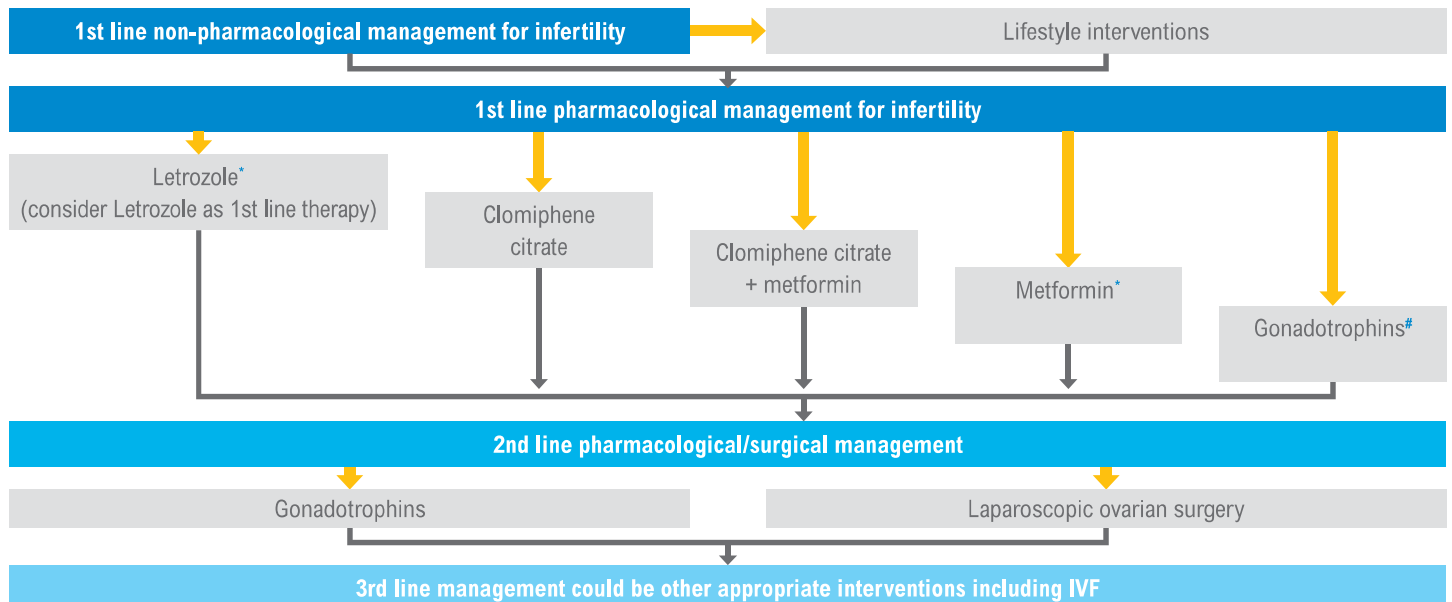 1st line non-pharmacological management for infertility
Lifestyle interventions
1st line pharmacological management for infertility
Letrozole*
(consider Letrozole as 1st line therapy)
Clomiphene
citrate
Clomiphene citrate
+ metformin
Metformin*
Gonadotrophins#
2nd line pharmacological/surgical management
Gonadotrophins
Laparoscopic ovarian surgery
3rd line management could be other appropriate interventions including IVF